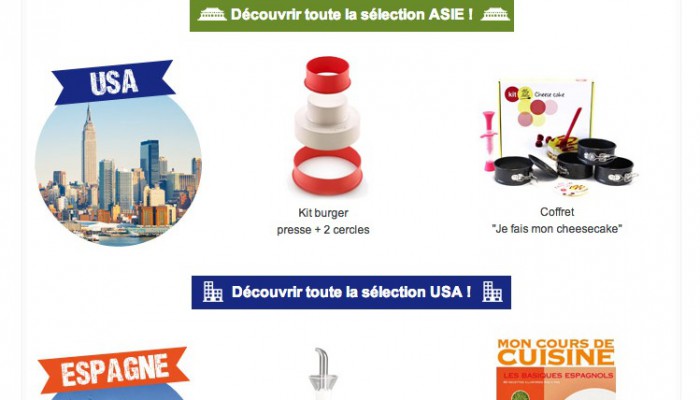 Découvrir toute la sélection ASIE !
USA
kit
Cheese cake
Kit burger
presse + 2 cercles
Coffret
"Je fais mon cheesecake"
Découvrir toute la sélection USA !
ESPAGNE
MON COURS DE
CUISINE
LES BASIQUES ESPAGNOLS